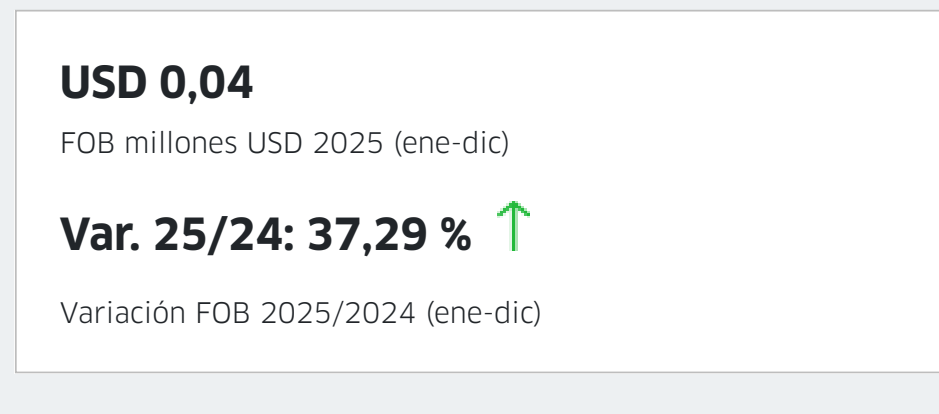 USD 0,04
FOB millones USD 2025 (ene-dic)
Var. 25/24: 37,29 %
Variación FOB 2025/2024 (ene-dic)